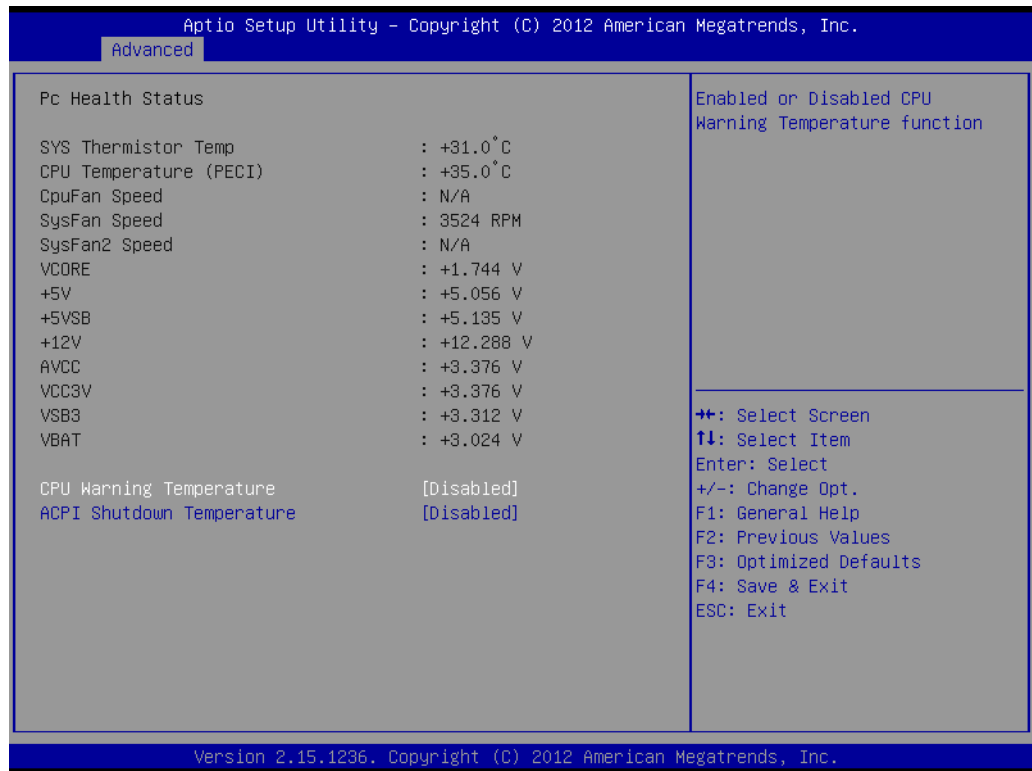 Aptio Setup Utility – Copyright (C) 2012 American Megatrends, Inc.
Advanced
Pc Health Status
SYS Thermistor Temp : +31.0°C
CPU Temperature (PECI) : +35.0°C
CpuFan Speed : N/A
SysFan Speed : 3524 RPM
SysFan2 Speed : N/A
VCORE : +1.744 V
+5V : +5.056 V
+5VSB : +5.135 V
+12V : +12.288 V
AVCC : +3.376 V
VCC3V : +3.376 V
VSB3 : +3.312 V
VBAT : +3.024 V
CPU Warning Temperature [Disabled]
ACPI Shutdown Temperature [Disabled]
Enabled or Disabled CPU
Warning Temperature function
→←: Select Screen
↑↓: Select Item
Enter: Select
+/-: Change Opt.
F1: General Help
F2: Previous Values
F3: Optimized Defaults
F4: Save & Exit
ESC: Exit
Version 2.15.1236. Copyright (C) 2012 American Megatrends, Inc.